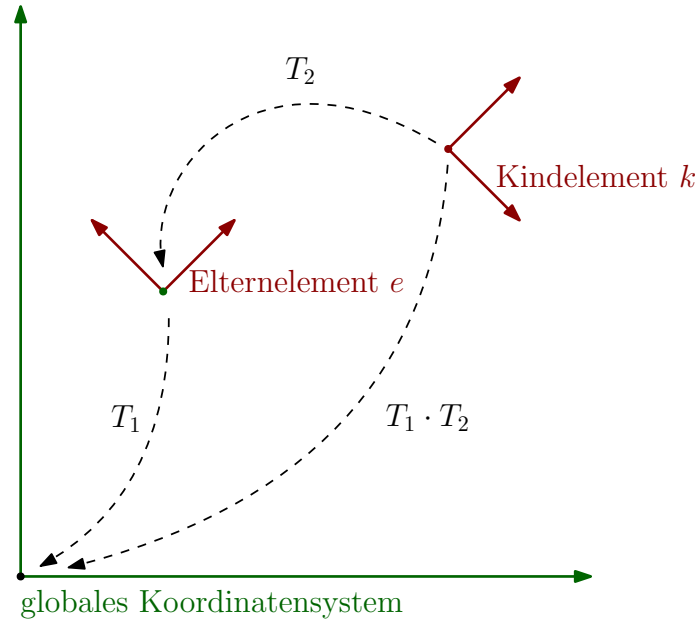 T₂
Kindelement k
Elternelement e
T₁
T₁ · T₂
globales Koordinatensystem